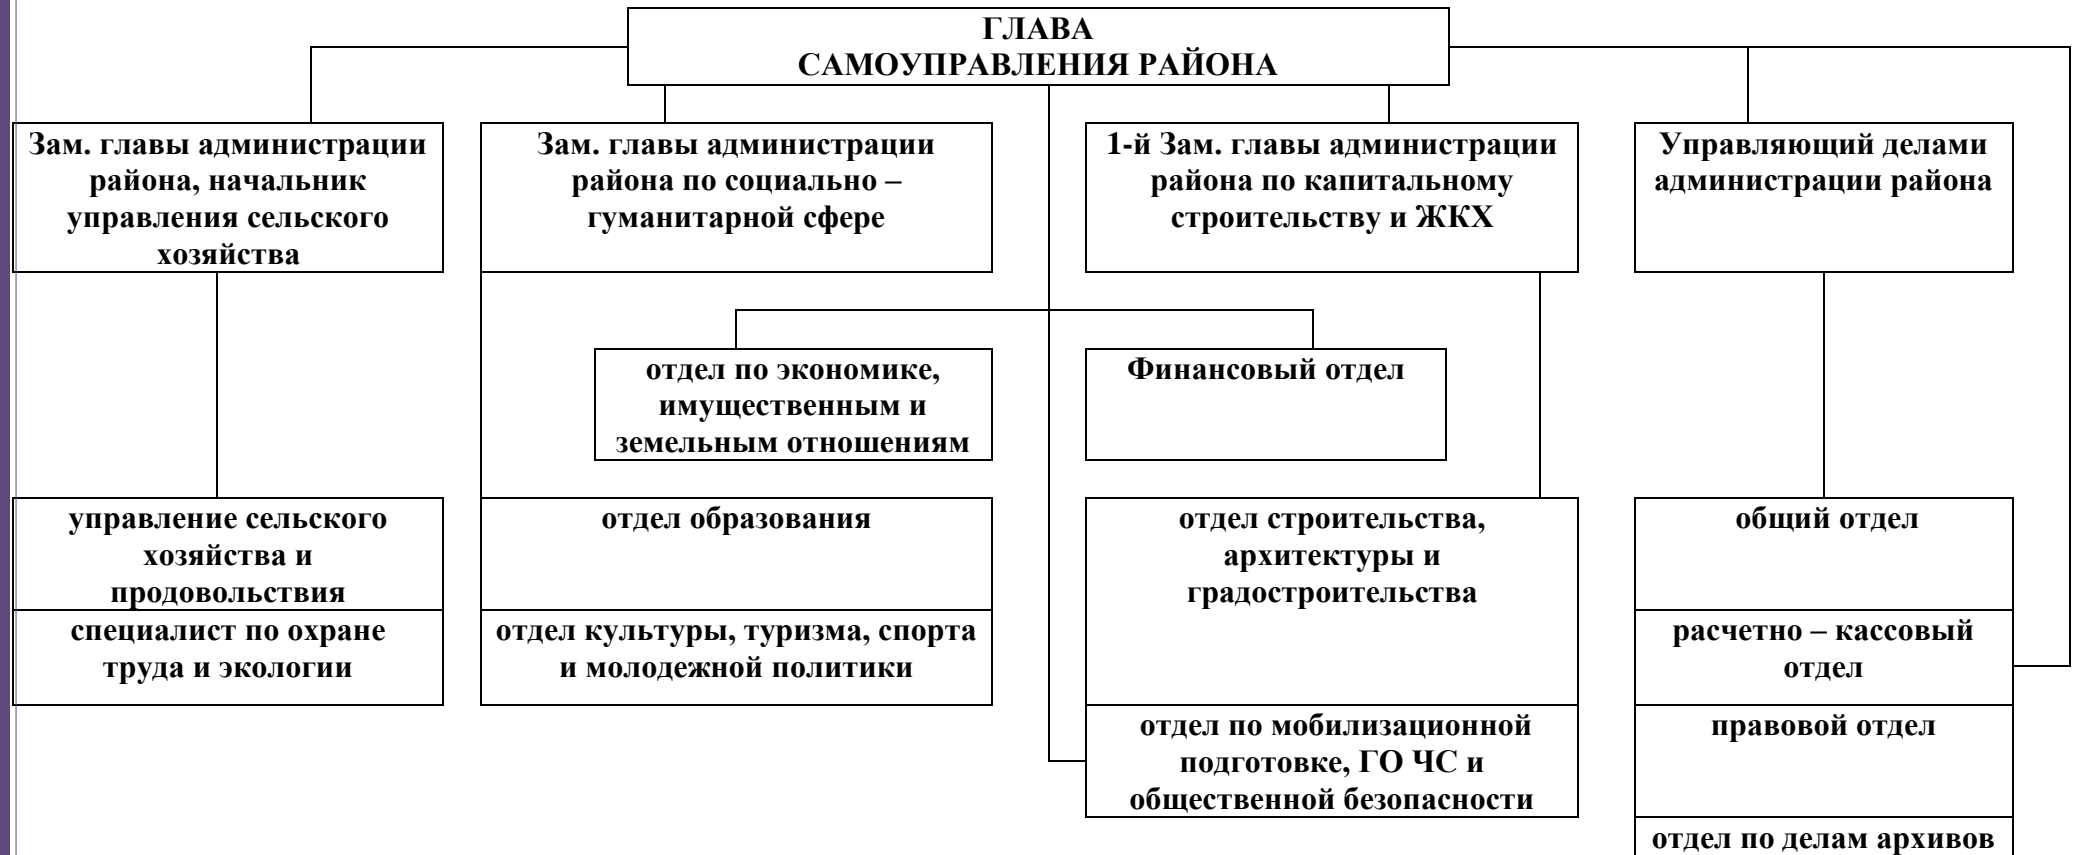 ГЛАВА
САМОУПРАВЛЕНИЯ РАЙОНА
Зам. главы администрации
района, начальник
управления сельского
хозяйства
Зам. главы администрации
района по социально –
гуманитарной сфере
1-й Зам. главы администрации
района по капитальному
строительству и ЖКХ
Управляющий делами
администрации района
отдел по экономике,
имущественным и
земельным отношениям
Финансовый отдел
управление сельского
хозяйства и
продовольствия
специалист по охране
труда и экологии
отдел образования
отдел культуры, туризма, спорта
и молодежной политики
отдел строительства,
архитектуры и
градостроительства
отдел по мобилизационной
подготовке, ГО ЧС и
общественной безопасности
общий отдел
расчетно – кассовый
отдел
правовой отдел
отдел по делам архивов